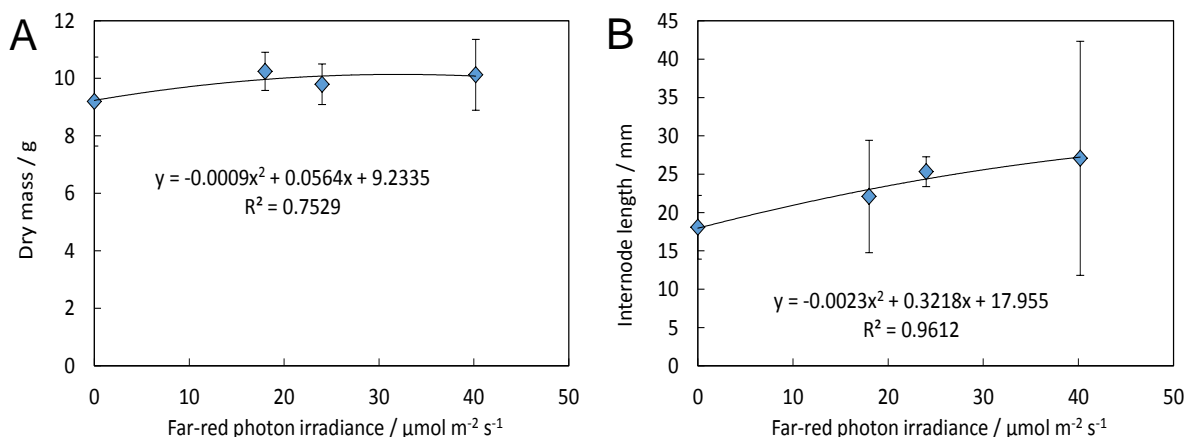 A
12
10
8
6
4
2
0
Dry mass / g
y = -0.0009x² + 0.0564x + 9.2335
R² = 0.7529
0 10 20 30 40 50
Far-red photon irradiance / µmol m⁻² s⁻¹
B
45
40
35
30
25
20
15
10
5
0
Internode length / mm
y = -0.0023x² + 0.3218x + 17.955
R² = 0.9612
0 10 20 30 40 50
Far-red photon irradiance / µmol m⁻² s⁻¹